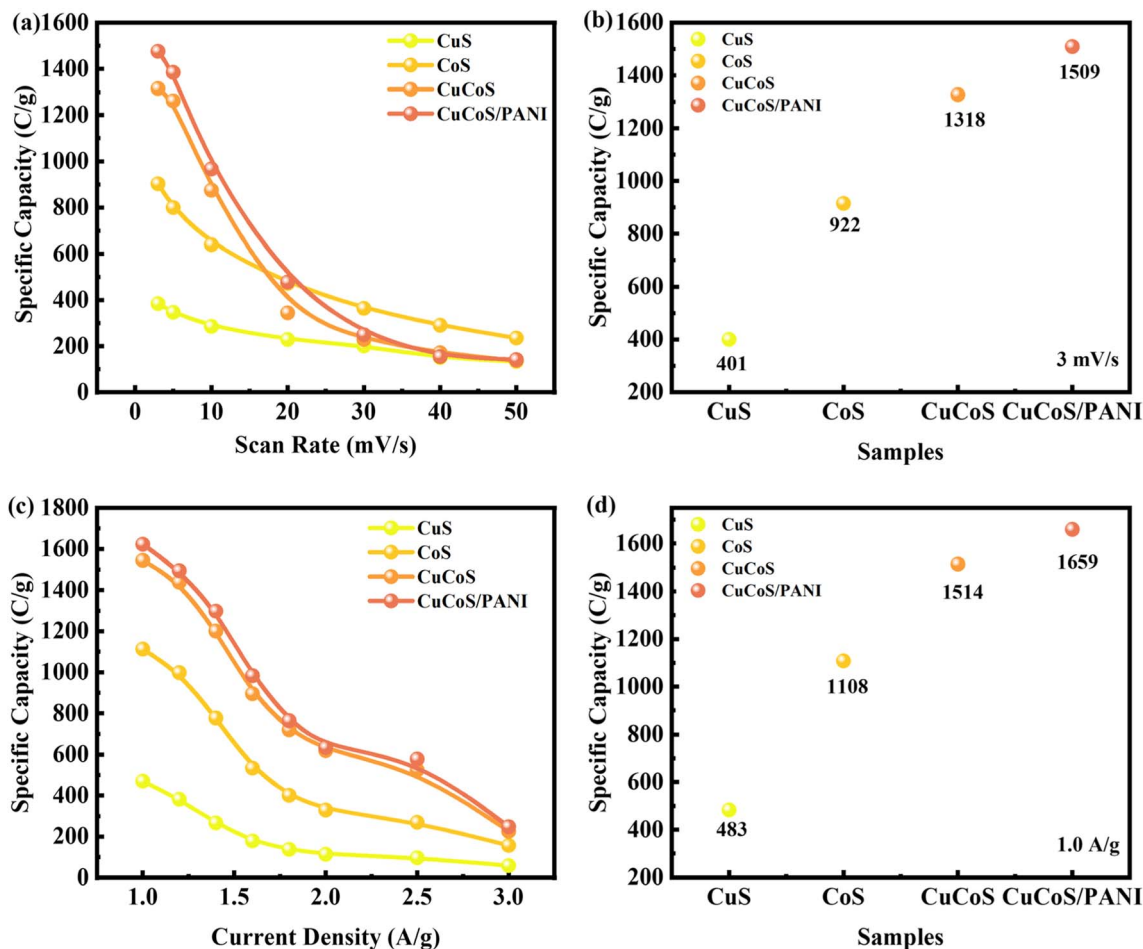 (a)
1600
1400
1200
1000
800
600
400
200
0
Specific Capacity (C/g)
CuS
CoS
CuCoS
CuCoS/PANI
0 10 20 30 40 50
Scan Rate (mV/s)
(b)
1600
1400
1200
1000
800
600
400
200
Specific Capacity (C/g)
CuS
CoS
CuCoS
CuCoS/PANI
1509
1318
922
401
3 mV/s
CuS CoS CuCoS CuCoS/PANI
Samples
(c)
1800
1600
1400
1200
1000
800
600
400
200
0
Specific Capacity (C/g)
CuS
CoS
CuCoS
CuCoS/PANI
1.0 1.5 2.0 2.5 3.0
Current Density (A/g)
(d)
1600
1400
1200
1000
800
600
400
200
Specific Capacity (C/g)
CuS
CoS
CuCoS
CuCoS/PANI
1659
1514
1108
483
1.0 A/g
CuS CoS CuCoS CuCoS/PANI
Samples